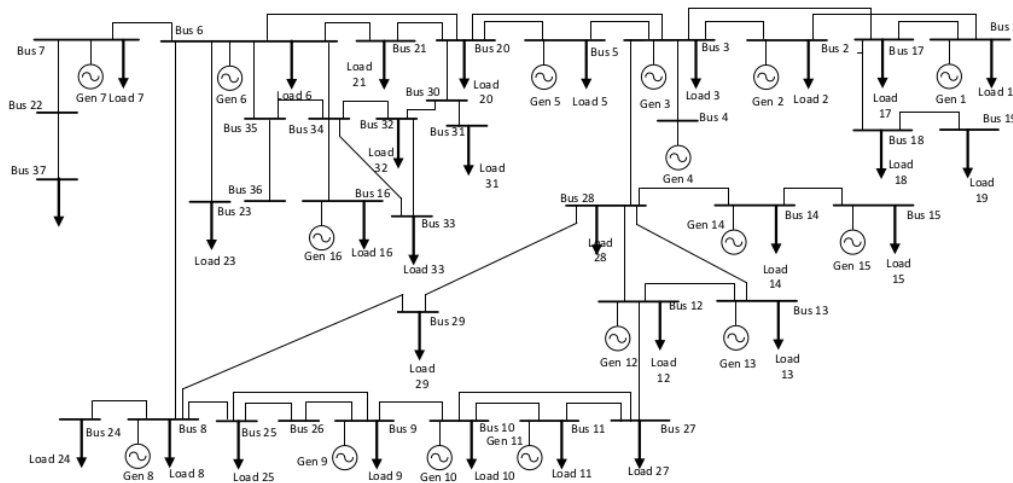 Bus 7
Bus 6
Bus 21
Bus 20
Bus 5
Bus 3
Bus 2
Bus 17
Bus
Gen 7
Load 7
Gen 6
Load 6
Load
21
Load
20
Gen 5
Load 5
Gen 3
Load 3
Gen 2
Load 2
Load
17
Gen 1
Load 1
Bus 22
Bus 35
Bus 34
Bus 32
Bus 30
Bus 31
Bus 4
Bus 18
Bus 19
Load
32
Load
31
Gen 4
Load
18
Load
19
Bus 37
Bus 36
Bus 23
Bus 16
Bus 33
Bus 28
Bus 14
Bus 15
Load 23
Gen 16
Load 16
Load 33
Load
28
Gen 14
Load
14
Gen 15
Load
15
Bus 29
Bus 12
Bus 13
Load
29
Gen 12
Load
12
Gen 13
Load
13
Bus 24
Bus 8
Bus 25
Bus 26
Bus 9
Bus 10
Bus 11
Bus 27
Load 24
Gen 8
Load 8
Load 25
Gen 9
Load 9
Gen 10
Load 10
Gen 11
Load 11
Load 27